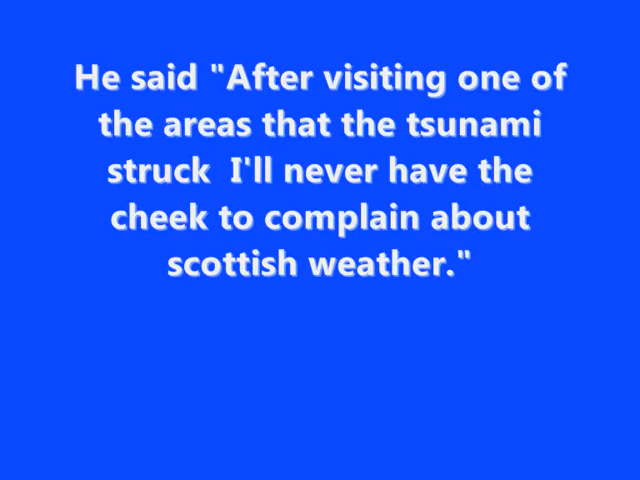 He said "After visiting one of
the areas that the tsunami
struck  I'll never have the
cheek to complain about
scottish weather."